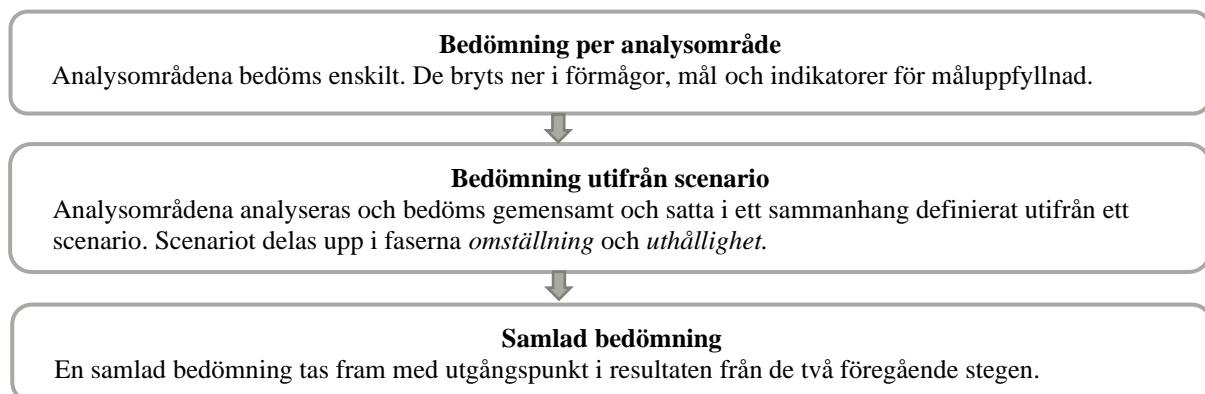 Bedömning per analysområde
Analysområdena bedöms enskilt. De bryts ner i förmågor, mål och indikatorer för måluppfyllnad.
Bedömning utifrån scenario
Analysområdena analyseras och bedöms gemensamt och satta i ett sammanhang definierat utifrån ett
scenario. Scenariot delas upp i faserna omställning och uthållighet.
Samlad bedömning
En samlad bedömning tas fram med utgångspunkt i resultaten från de två föregående stegen.